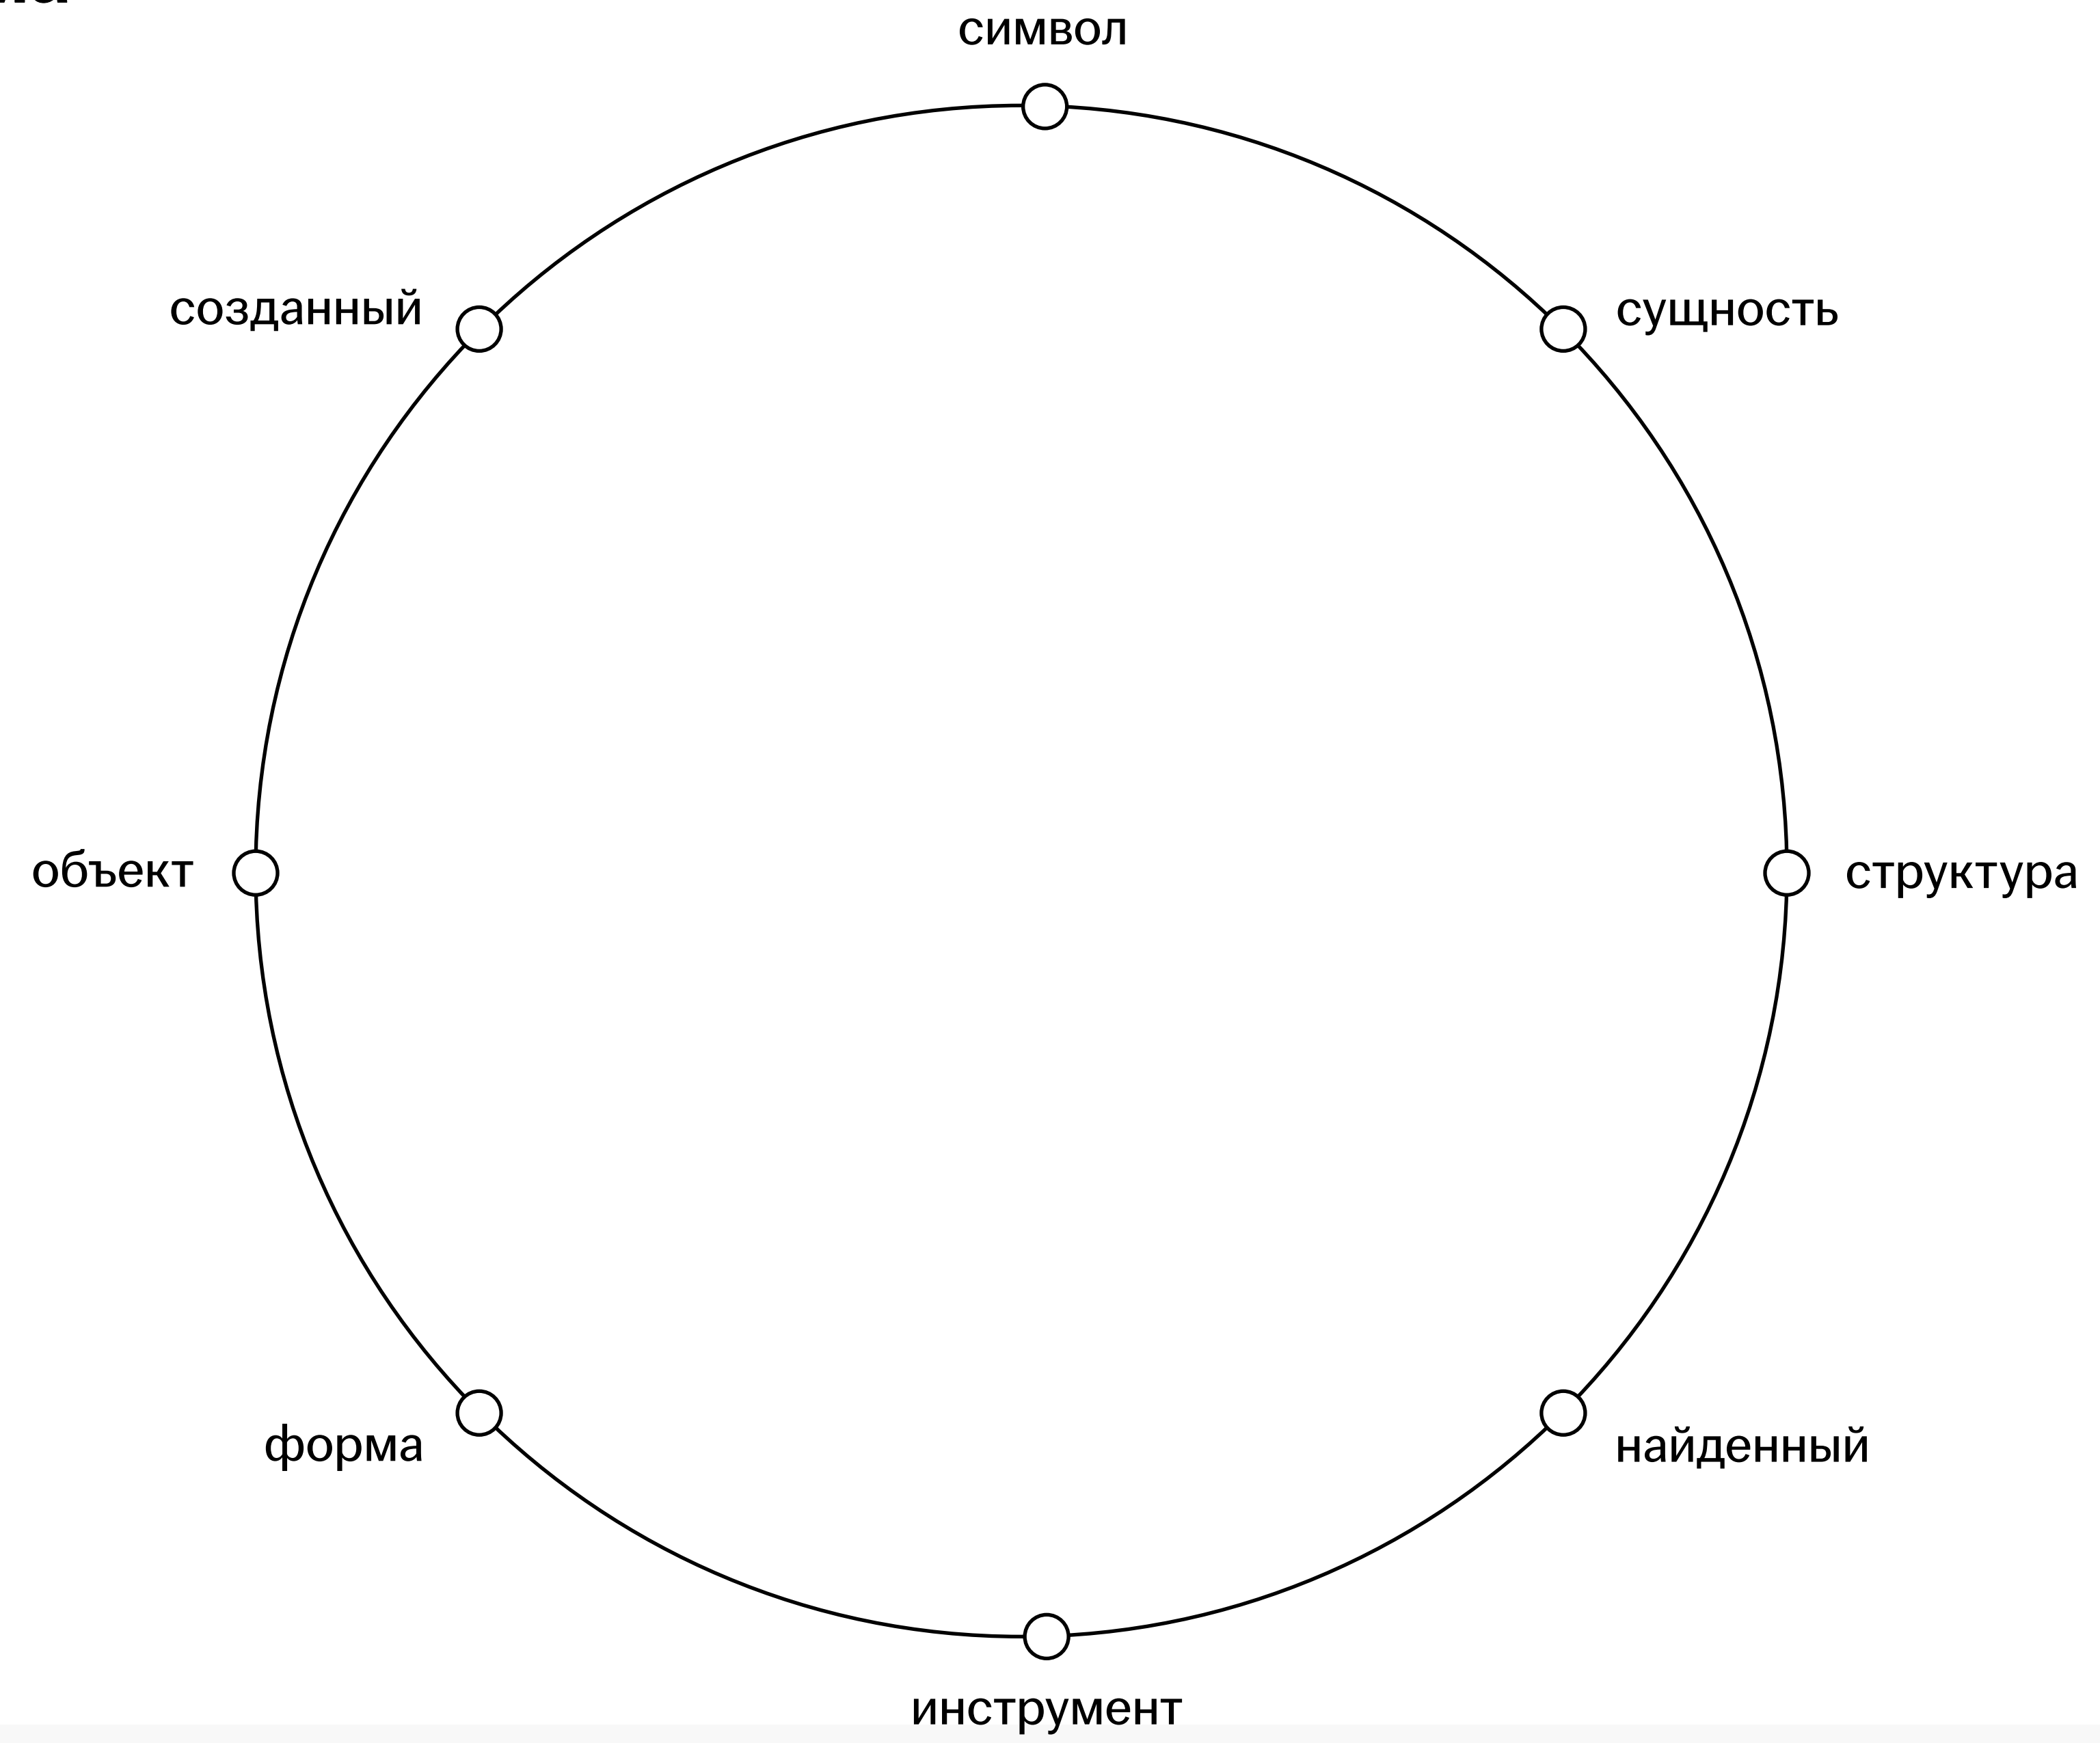 символ
созданный
сущность
объект
структура
форма
найденный
инструмент